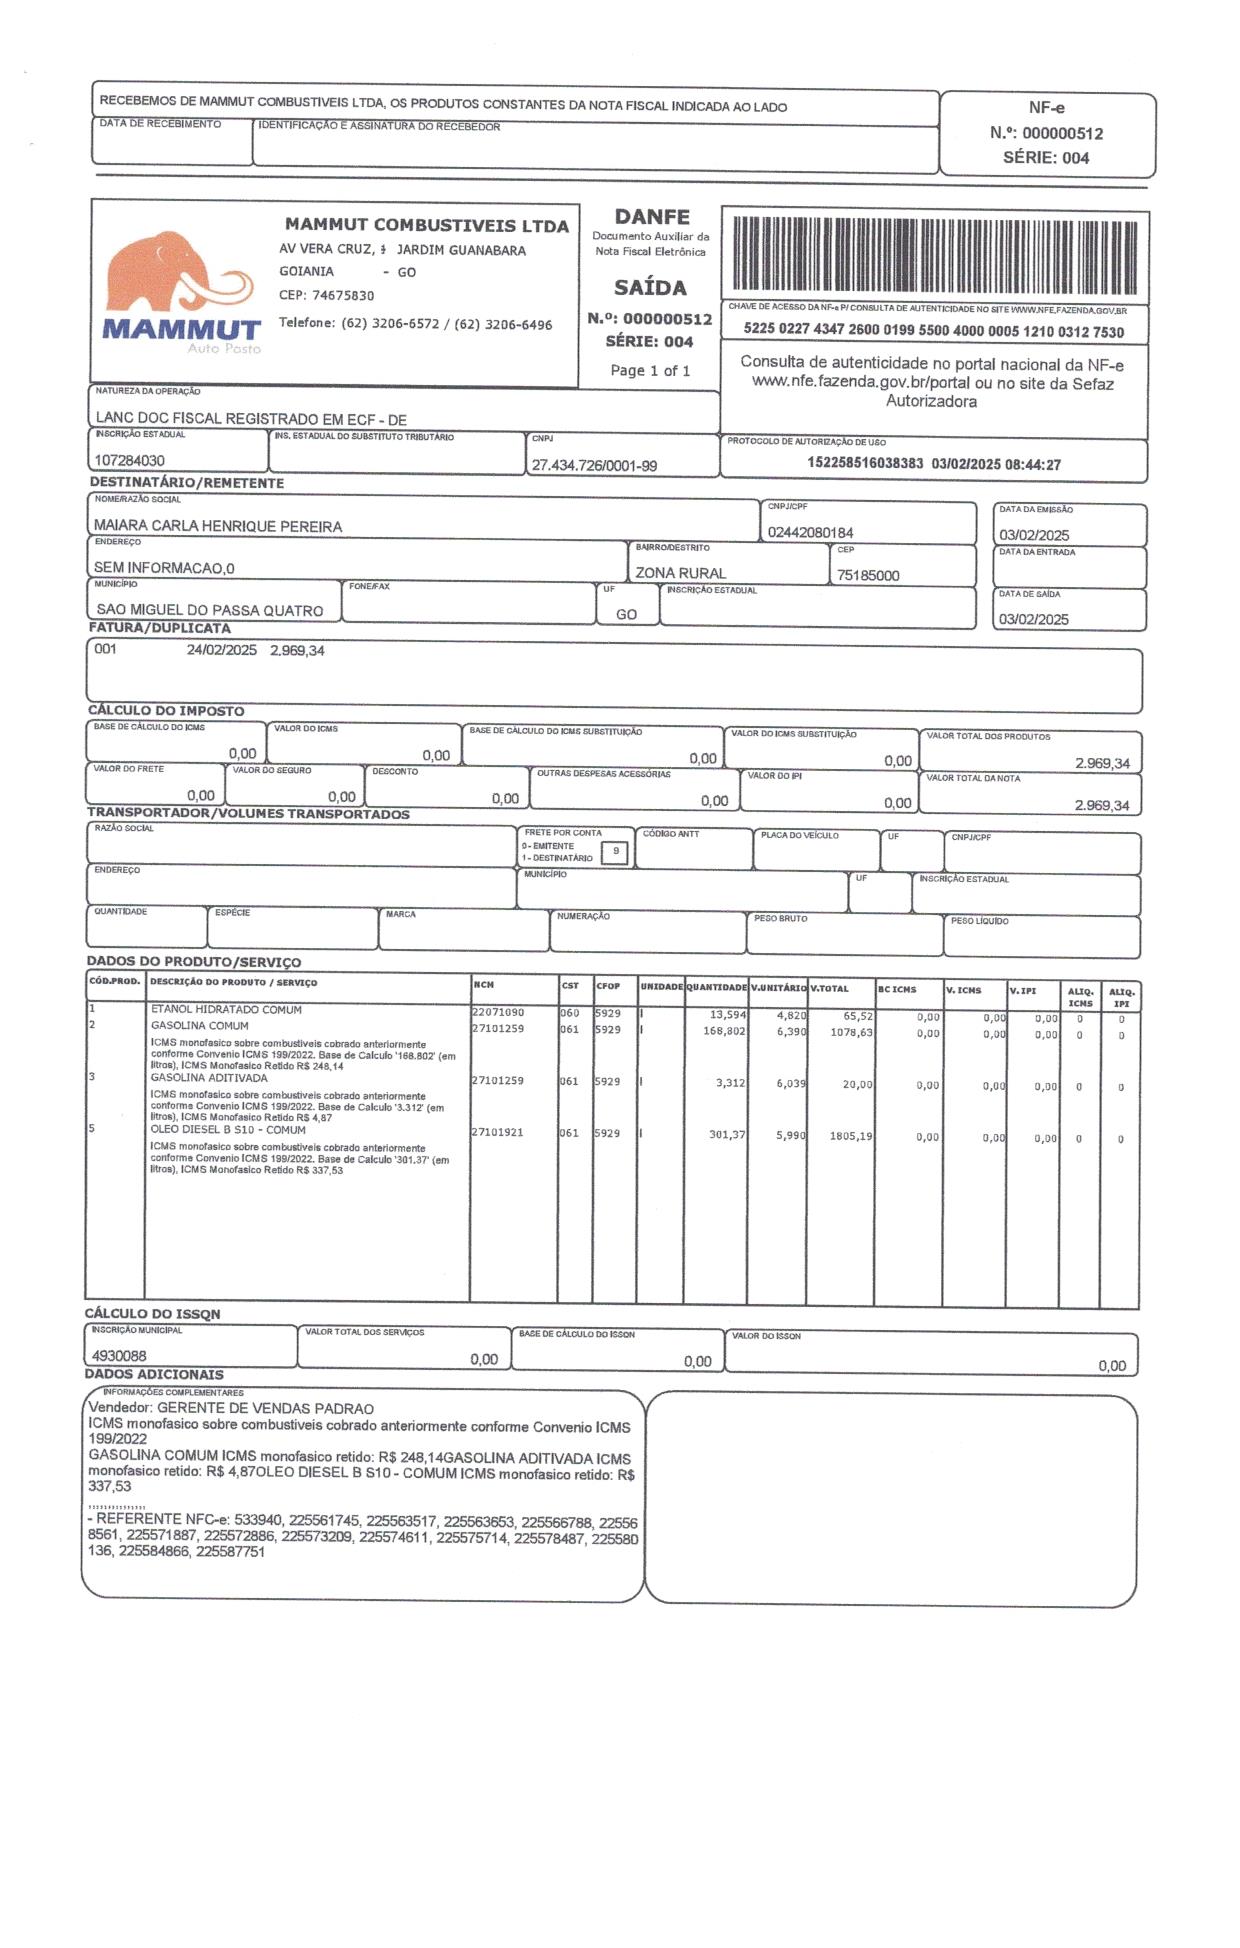 RECEBEMOS DE MAMMUT COMBUSTIVEIS LTDA, OS PRODUTOS CONSTANTES DA NOTA FISCAL INDICADA AO LADO
DATA DE RECEBIMENTO IDENTIFICAÇÃO E ASSINATURA DO RECEBEDOR
NF-e
N.º: 000000512
SÉRIE: 004
MAMMUT
Auto Posto
MAMMUT COMBUSTIVEIS LTDA
AV VERA CRUZ, JARDIM GUANABARA
GOIANIA - GO
CEP: 74675830
Telefone: (62) 3206-6572 / (62) 3206-6496
DANFE
Documento Auxiliar da
Nota Fiscal Eletrônica
SAÍDA
N.º: 000000512
SÉRIE: 004
Page 1 of 1
CHAVE DE ACESSO DA NF-e P/ CONSULTA DE AUTENTICIDADE NO SITE WWW.NFE.FAZENDA.GOV.BR
5225 0227 4347 2600 0199 5500 4000 0005 1210 0312 7530
Consulta de autenticidade no portal nacional da NF-e
www.nfe.fazenda.gov.br/portal ou no site da Sefaz
Autorizadora
NATUREZA DA OPERAÇÃO
LANC DOC FISCAL REGISTRADO EM ECF - DE
INSCRIÇÃO ESTADUAL INS. ESTADUAL DO SUBSTITUTO TRIBUTÁRIO CNPJ PROTOCOLO DE AUTORIZAÇÃO DE USO
107284030 27.434.726/0001-99 152258516038383 03/02/2025 08:44:27
DESTINATÁRIO/REMETENTE
NOME/RAZÃO SOCIAL CNPJ/CPF DATA DA EMISSÃO
MAIARA CARLA HENRIQUE PEREIRA 02442080184 03/02/2025
ENDEREÇO BAIRRO/DESTRITO CEP DATA DA ENTRADA
SEM INFORMACAO,0 ZONA RURAL 75185000
MUNICÍPIO FONE/FAX UF INSCRIÇÃO ESTADUAL DATA DE SAÍDA
SAO MIGUEL DO PASSA QUATRO GO 03/02/2025
FATURA/DUPLICATA
001 24/02/2025 2.969,34
CÁLCULO DO IMPOSTO
BASE DE CÁLCULO DO ICMS VALOR DO ICMS BASE DE CÁLCULO DO ICMS SUBSTITUIÇÃO VALOR DO ICMS SUBSTITUIÇÃO VALOR TOTAL DOS PRODUTOS
0,00 0,00 0,00 0,00 2.969,34
VALOR DO FRETE VALOR DO SEGURO DESCONTO OUTRAS DESPESAS ACESSÓRIAS VALOR DO IPI VALOR TOTAL DA NOTA
0,00 0,00 0,00 0,00 0,00 2.969,34
TRANSPORTADOR/VOLUMES TRANSPORTADOS
RAZÃO SOCIAL FRETE POR CONTA CÓDIGO ANTT PLACA DO VEÍCULO UF CNPJ/CPF
0 - EMITENTE
1 - DESTINATÁRIO 9
ENDEREÇO MUNICÍPIO UF INSCRIÇÃO ESTADUAL
QUANTIDADE ESPÉCIE MARCA NUMERAÇÃO PESO BRUTO PESO LÍQUIDO
DADOS DO PRODUTO/SERVIÇO
CÓD.PROD. DESCRIÇÃO DO PRODUTO / SERVIÇO NCM CST CFOP UNIDADE QUANTIDADE V.UNITÁRIO V.TOTAL BC ICMS V. ICMS V. IPI ALIQ. ICMS ALIQ. IPI
1 ETANOL HIDRATADO COMUM 22071090 060 5929 l 13,594 4,820 65,52 0,00 0,00 0,00 0 0
2 GASOLINA COMUM 27101259 061 5929 l 168,802 6,390 1078,63 0,00 0,00 0,00 0 0
ICMS monofasico sobre combustiveis cobrado anteriormente
conforme Convenio ICMS 199/2022. Base de Calculo '168.802' (em
litros), ICMS Monofasico Retido R$ 248,14
3 GASOLINA ADITIVADA 27101259 061 5929 l 3,312 6,039 20,00 0,00 0,00 0,00 0 0
ICMS monofasico sobre combustiveis cobrado anteriormente
conforme Convenio ICMS 199/2022. Base de Calculo '3.312' (em
litros), ICMS Monofasico Retido R$ 4,87
5 OLEO DIESEL B S10 - COMUM 27101921 061 5929 l 301,37 5,990 1805,19 0,00 0,00 0,00 0 0
ICMS monofasico sobre combustiveis cobrado anteriormente
conforme Convenio ICMS 199/2022. Base de Calculo '301.37' (em
litros), ICMS Monofasico Retido R$ 337,53
CÁLCULO DO ISSQN
INSCRIÇÃO MUNICIPAL VALOR TOTAL DOS SERVIÇOS BASE DE CÁLCULO DO ISSQN VALOR DO ISSQN
4930088 0,00 0,00 0,00
DADOS ADICIONAIS
INFORMAÇÕES COMPLEMENTARES
Vendedor: GERENTE DE VENDAS PADRAO
ICMS monofasico sobre combustiveis cobrado anteriormente conforme Convenio ICMS
199/2022
GASOLINA COMUM ICMS monofasico retido: R$ 248,14GASOLINA ADITIVADA ICMS
monofasico retido: R$ 4,87OLEO DIESEL B S10 - COMUM ICMS monofasico retido: R$
337,53
,,,,,,,,,,,,,,,
- REFERENTE NFC-e: 533940, 225561745, 225563517, 225563653, 225566788, 22556
8561, 225571887, 225572886, 225573209, 225574611, 225575714, 225578487, 225580
136, 225584866, 225587751